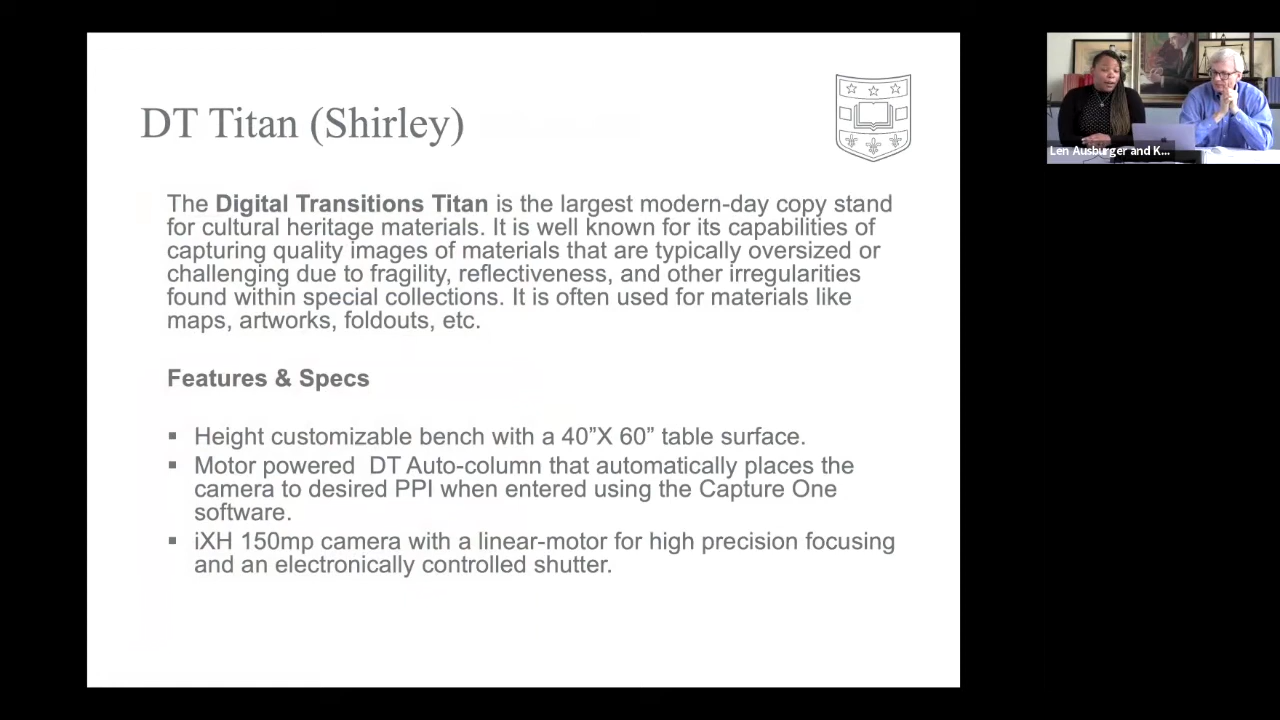 DT Titan (Shirley)
The Digital Transitions Titan is the largest modern-day copy stand
for cultural heritage materials. It is well known for its capabilities of
capturing quality images of materials that are typically oversized or
challenging due to fragility, reflectiveness, and other irregularities
found within special collections. It is often used for materials like
maps, artworks, foldouts, etc.
Features & Specs
▪ Height customizable bench with a 40”X 60” table surface.
▪ Motor powered  DT Auto-column that automatically places the
camera to desired PPI when entered using the Capture One
software.
▪ iXH 150mp camera with a linear-motor for high precision focusing
and an electronically controlled shutter.
Len Ausburger and K...